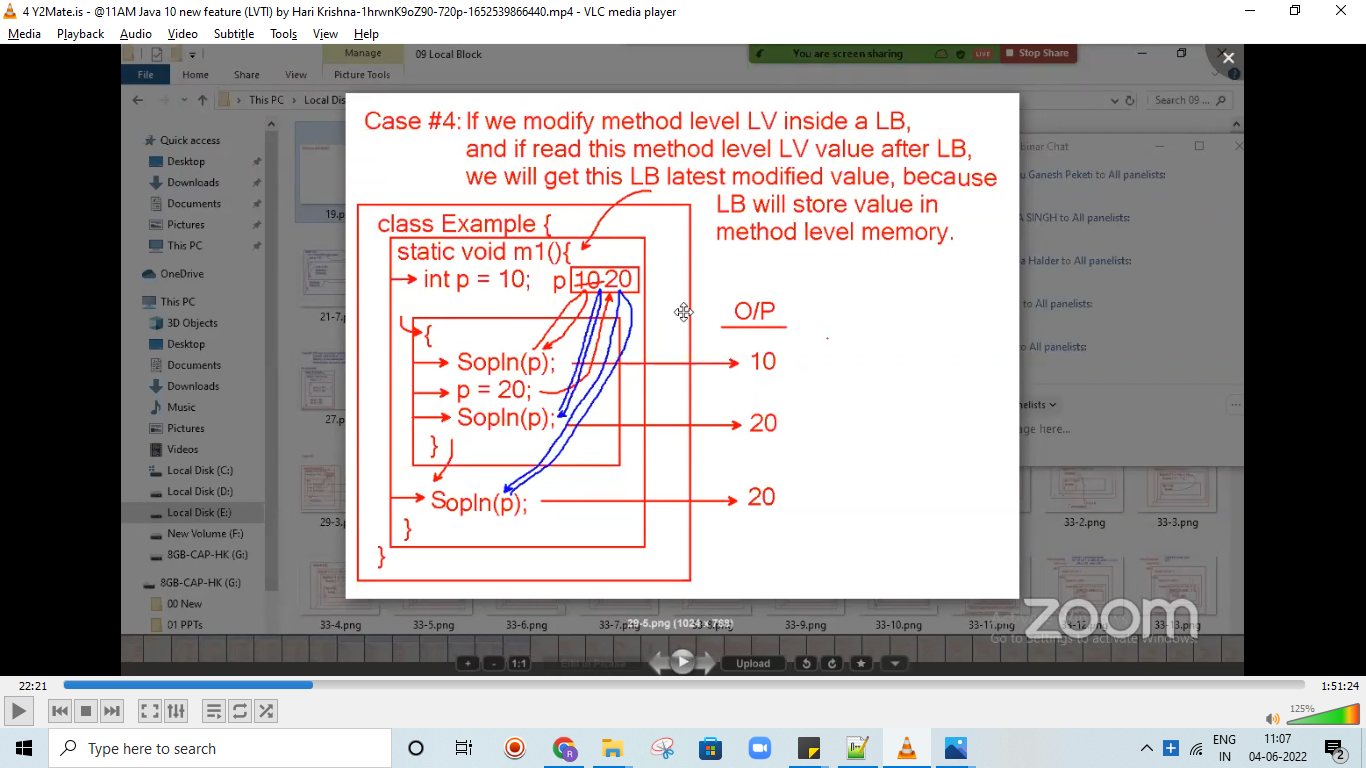 4 Y2Mate.is - @11AM Java 10 new feature (LVTI) by Hari Krishna-1hrwnK9oZ90-720p-1652539866440.mp4 - VLC media player
Media Playback Audio Video Subtitle Tools View Help
Manage 09 Local Block You are screen sharing LIVE Stop Share
File Home Share View Picture Tools
This PC Local Dis Search 09 ...
Case #4: If we modify method level LV inside a LB,
and if read this method level LV value after LB,
we will get this LB latest modified value, because
LB will store value in
method level memory.
class Example {
static void m1(){
int p = 10; p 10 20
{
Sopln(p);
p = 20;
Sopln(p);
}
Sopln(p);
}
}
O/P
10
20
20
Quick access
Desktop
Downloads
Documents
Pictures
This PC
OneDrive
This PC
3D Objects
Desktop
Documents
Downloads
Music
Pictures
Videos
Local Disk (C:)
Local Disk (D:)
Local Disk (E:)
New Volume (F:)
8GB-CAP-HK (G:)
8GB-CAP-HK (G:)
00 New
01 PPTs
19.p
21-7.
27.
29-3.
binar Chat
u Ganesh Peketi to All panelists:
A SINGH to All panelists:
a Halder to All panelists:
o All panelists:
nelists
ge here...
33-2.png 33-3.png
33-4.png 33-5.png 33-6.png 33-7.png 33-9.png 33-10.png 33-11.png 33-12.png 33-13.png
29-5.png (1024 x 768)
zoom
Go to Settings to activate Windows.
1:1 Edit in Picasa Upload
22:21 1:51:24
125%
Type here to search
ENG
IN
11:07
04-06-2022
2